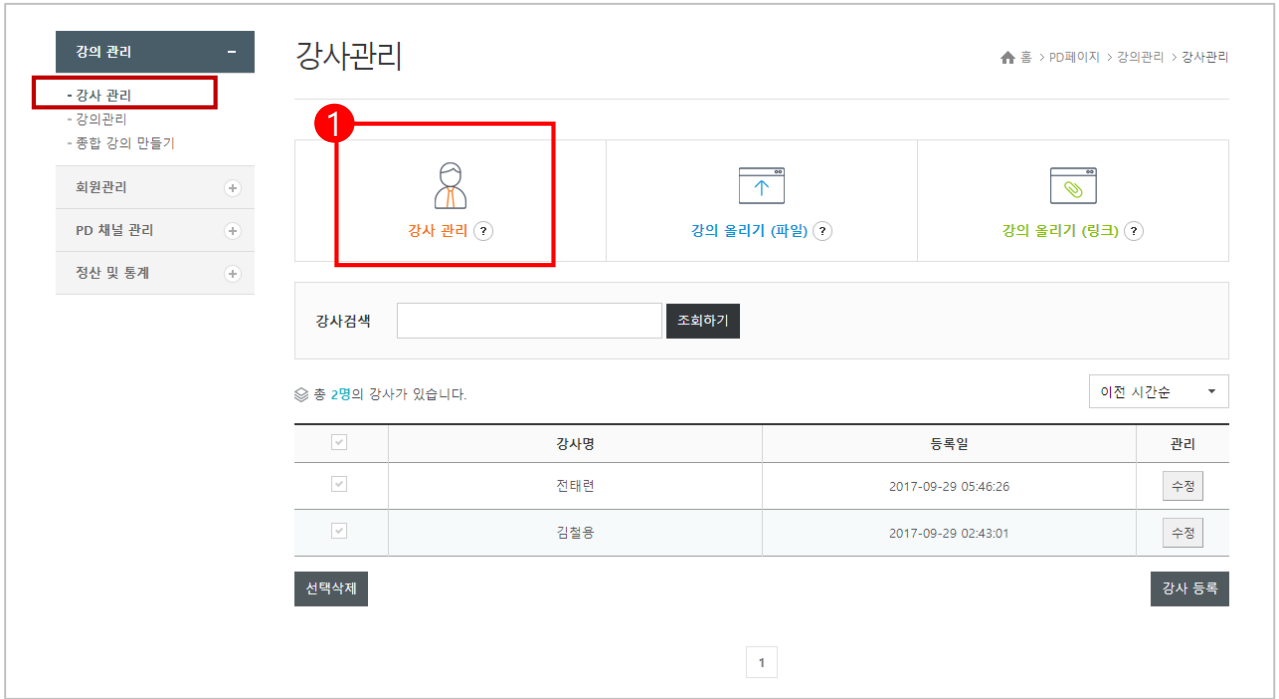 강의 관리 －
- 강사 관리
- 강의관리
- 종합 강의 만들기
회원관리 +
PD 채널 관리 +
정산 및 통계 +
강사관리
홈 > PD페이지 > 강의관리 > 강사관리
1
강사 관리 ?
강의 올리기 (파일) ?
강의 올리기 (링크) ?
강사검색 조회하기
총 2명의 강사가 있습니다.
이전 시간순
강사명 등록일 관리
전태련 2017-09-29 05:46:26 수정
김철용 2017-09-29 02:43:01 수정
선택삭제 강사 등록
1